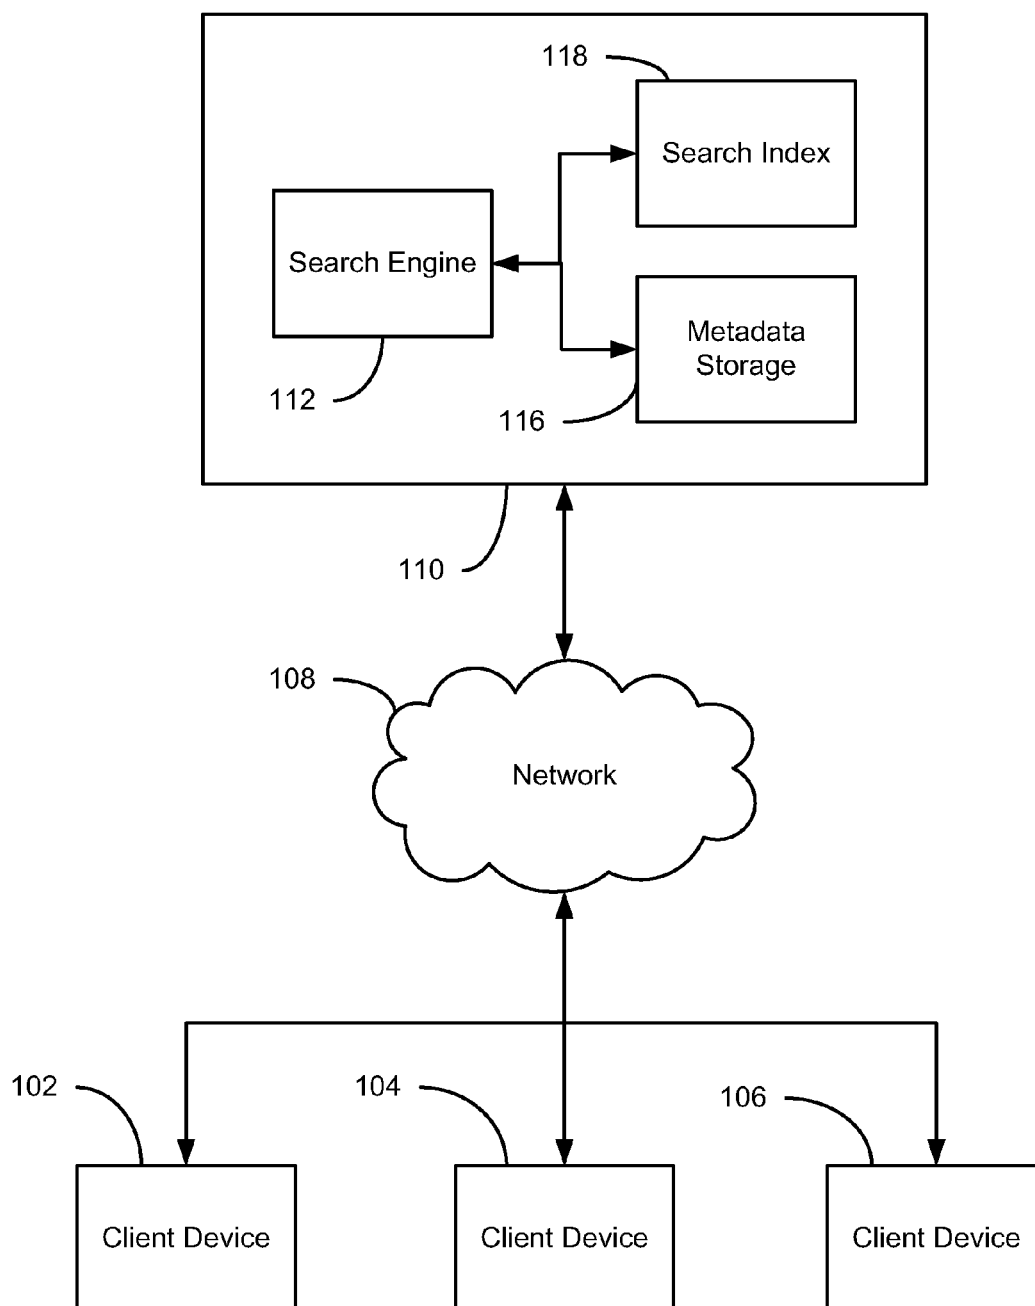 118
Search Index
Search Engine
Metadata
Storage
112
116
110
108
Network
102
104
106
Client Device
Client Device
Client Device